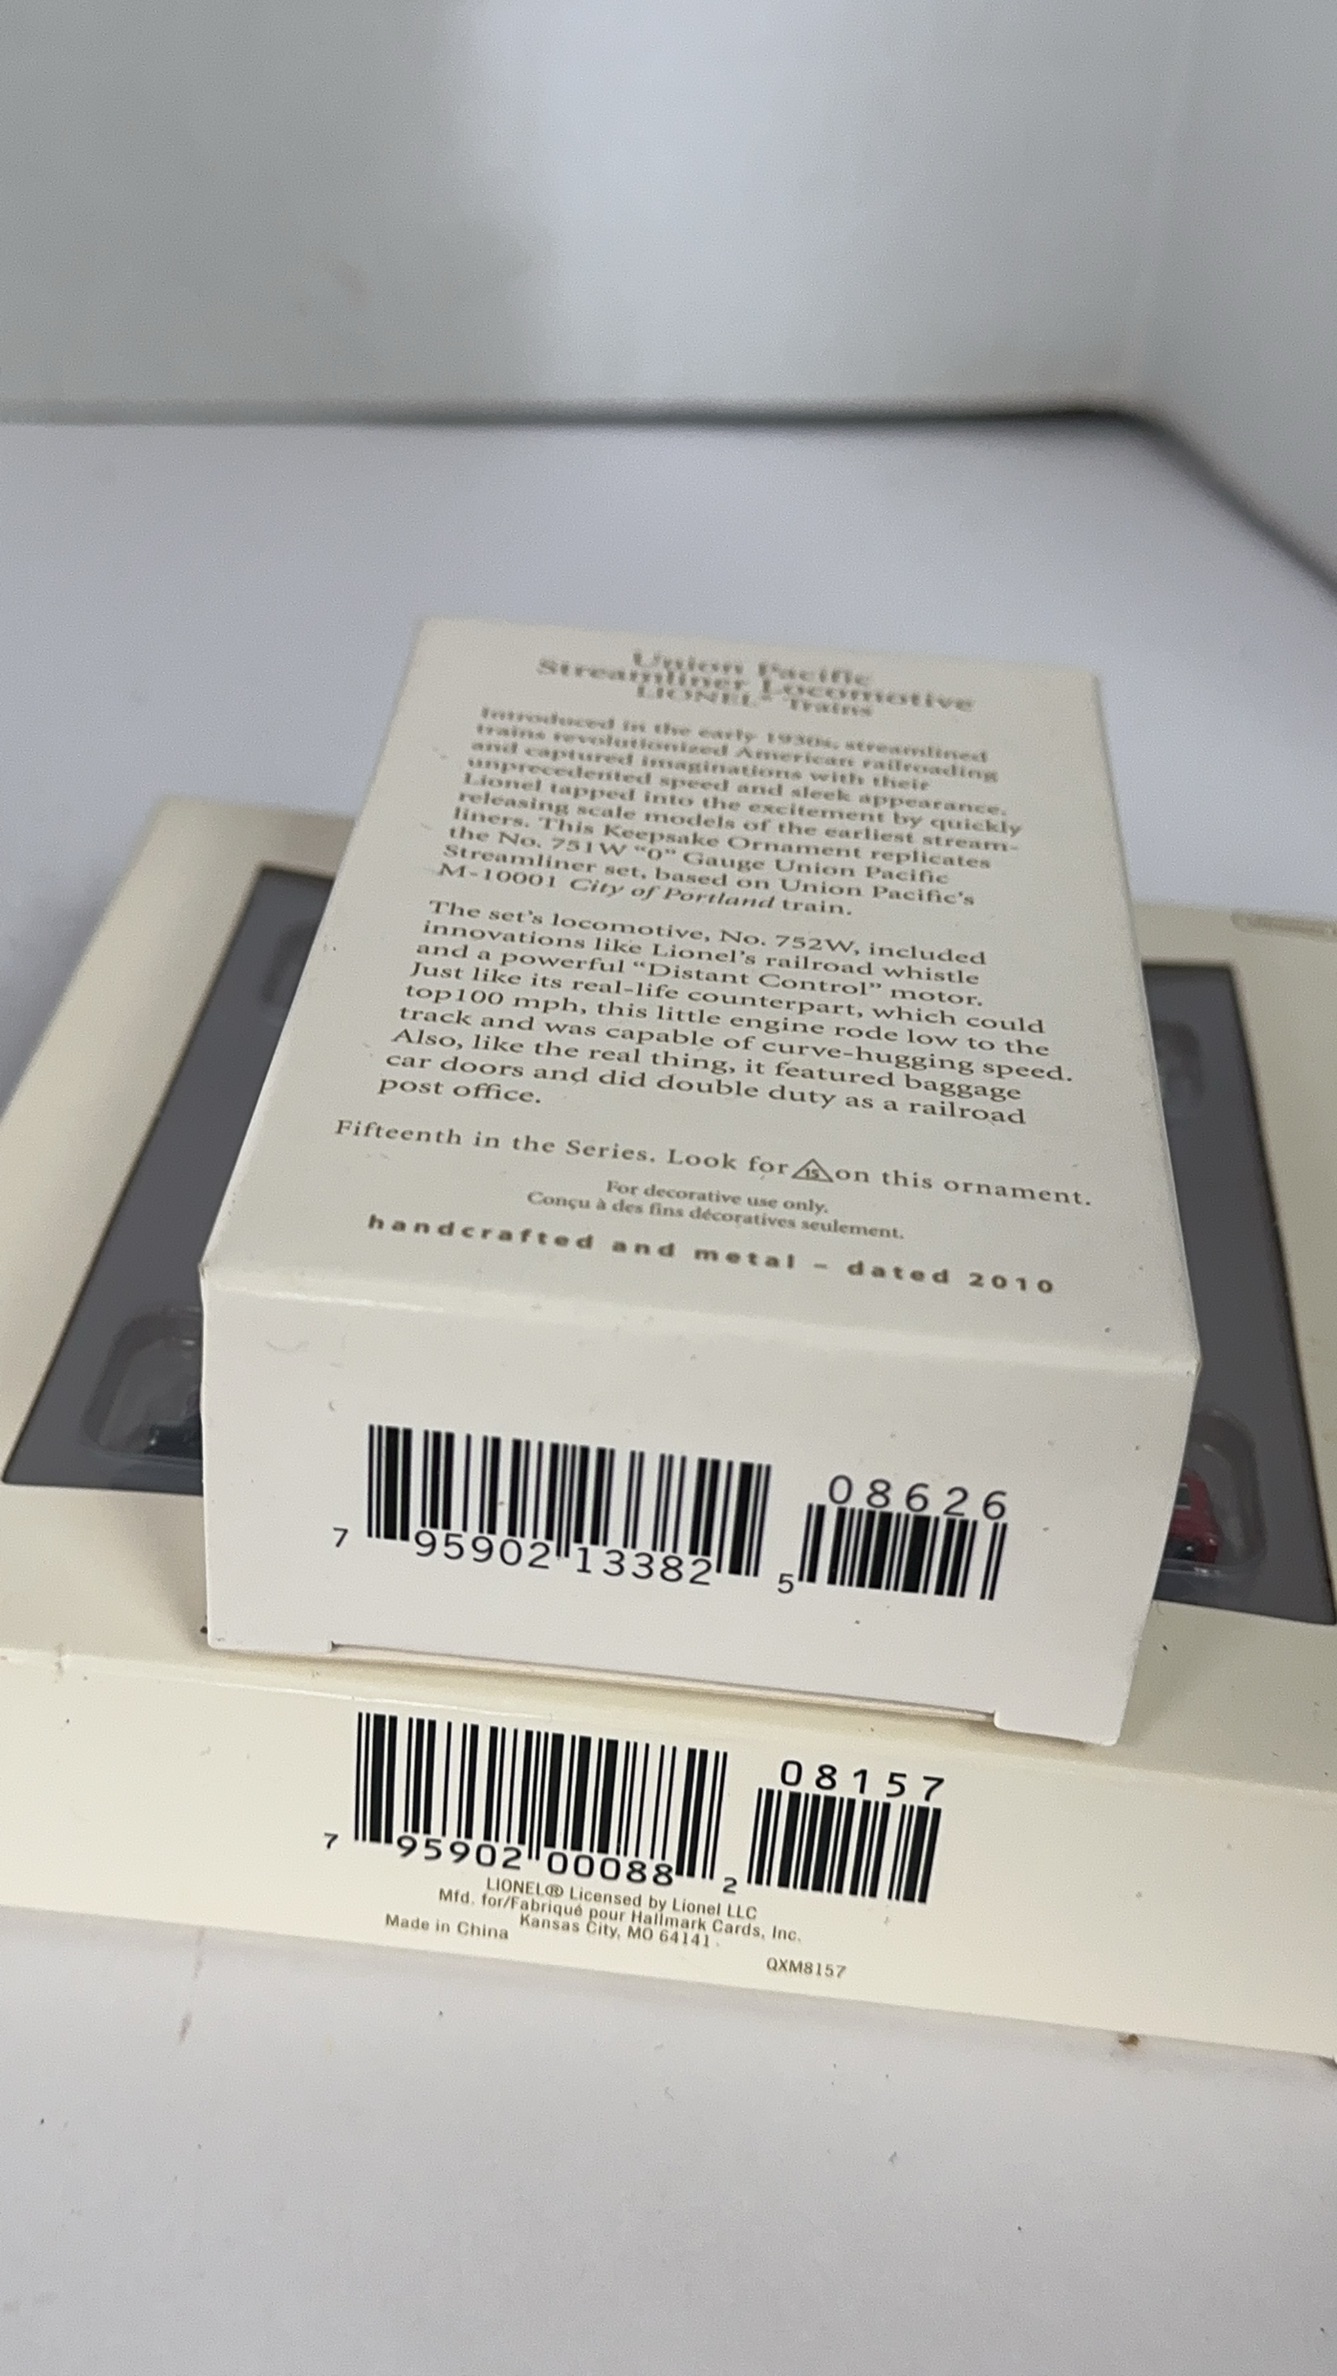 Union Pacific
Streamliner Locomotive
LIONEL® Trains
Introduced in the early 1930s, streamlined
trains revolutionized American railroading
and captured imaginations with their
unprecedented speed and sleek appearance.
Lionel tapped into the excitement by quickly
releasing scale models of the earliest stream-
liners. This Keepsake Ornament replicates
the No. 751W “0” Gauge Union Pacific
Streamliner set, based on Union Pacific’s
M-10001 City of Portland train.
The set’s locomotive, No. 752W, included
innovations like Lionel’s railroad whistle
and a powerful “Distant Control” motor.
Just like its real-life counterpart, which could
top100 mph, this little engine rode low to the
track and was capable of curve-hugging speed.
Also, like the real thing, it featured baggage
car doors and did double duty as a railroad
post office.
Fifteenth in the Series. Look for 15 on this ornament.
For decorative use only.
Conçu à des fins décoratives seulement.
handcrafted and metal – dated 2010
08626
7 95902 13382 5
08157
7 95902 00088 2
LIONEL® Licensed by Lionel LLC
Mfd. for/Fabriqué pour Hallmark Cards, Inc.
Kansas City, MO 64141
Made in China
QXM8157